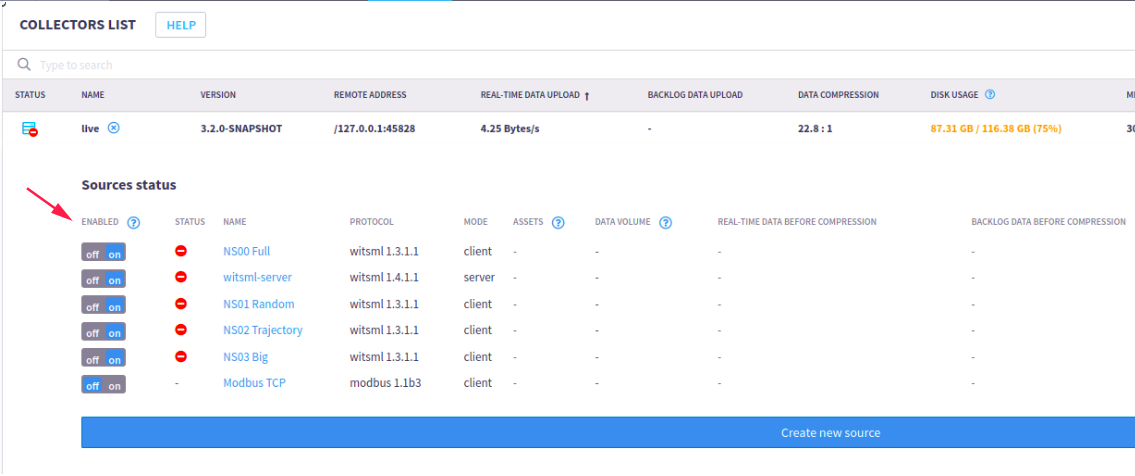 COLLECTORS LIST HELP
Type to search
STATUS NAME VERSION REMOTE ADDRESS REAL-TIME DATA UPLOAD ↑ BACKLOG DATA UPLOAD DATA COMPRESSION DISK USAGE ?
live 3.2.0-SNAPSHOT /127.0.0.1:45828 4.25 Bytes/s - 22.8 : 1 87.31 GB / 116.38 GB (75%) 30
Sources status
ENABLED ? STATUS NAME PROTOCOL MODE ASSETS ? DATA VOLUME ? REAL-TIME DATA BEFORE COMPRESSION BACKLOG DATA BEFORE COMPRESSION
off on NS00 Full witsml 1.3.1.1 client - - - -
off on witsml-server witsml 1.4.1.1 server - - - -
off on NS01 Random witsml 1.3.1.1 client - - - -
off on NS02 Trajectory witsml 1.3.1.1 client - - - -
off on NS03 Big witsml 1.3.1.1 client - - - -
off on - Modbus TCP modbus 1.1b3 client - - - -
Create new source